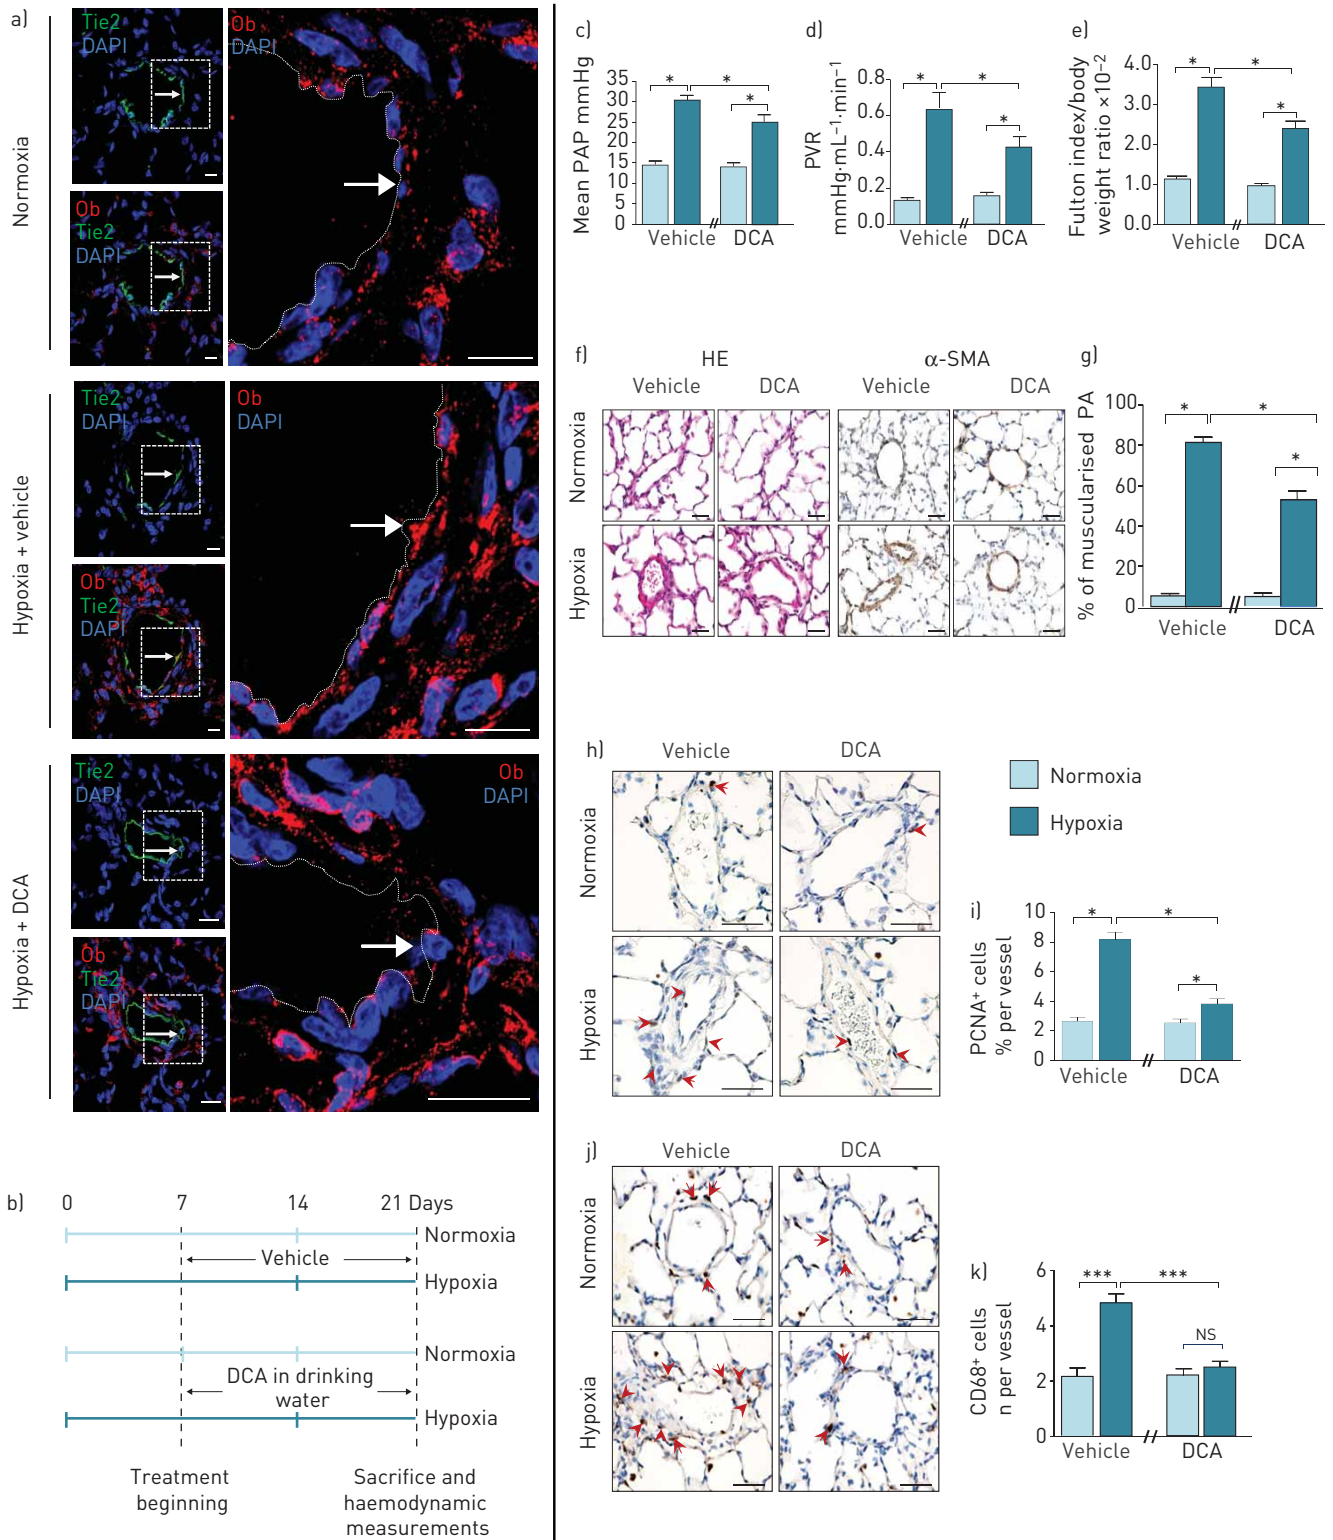 a)
Normoxia
Tie2
DAPI
Ob
DAPI
Ob
Tie2
DAPI
Hypoxia + vehicle
Tie2
DAPI
Ob
DAPI
Ob
Tie2
DAPI
Hypoxia + DCA
Tie2
DAPI
Ob
DAPI
Ob
Tie2
DAPI
b)
0 7 14 21 Days
Normoxia
Vehicle
Hypoxia
Normoxia
DCA in drinking
water
Hypoxia
Treatment
beginning
Sacrifice and
haemodynamic
measurements
c)
Mean PAP mmHg
35
30
25
20
15
10
5
0
* * *
Vehicle DCA
d)
PVR
mmHg·mL⁻¹·min⁻¹
0.8
0.6
0.4
0.2
0.0
* * *
Vehicle DCA
e)
Fulton index/body
weight ratio ×10⁻²
4.0
3.0
2.0
1.0
0.0
* * *
Vehicle DCA
f)
HE α-SMA
Vehicle DCA Vehicle DCA
Normoxia
Hypoxia
g)
% of muscularised PA
100
80
60
40
20
0
* * *
Vehicle DCA
h)
Vehicle DCA
Normoxia
Hypoxia
Normoxia
Hypoxia
i)
PCNA⁺ cells
% per vessel
10
8
6
4
2
0
* * *
Vehicle DCA
j)
Vehicle DCA
Normoxia
Hypoxia
k)
CD68⁺ cells
n per vessel
6
4
2
0
*** ***
NS
Vehicle DCA